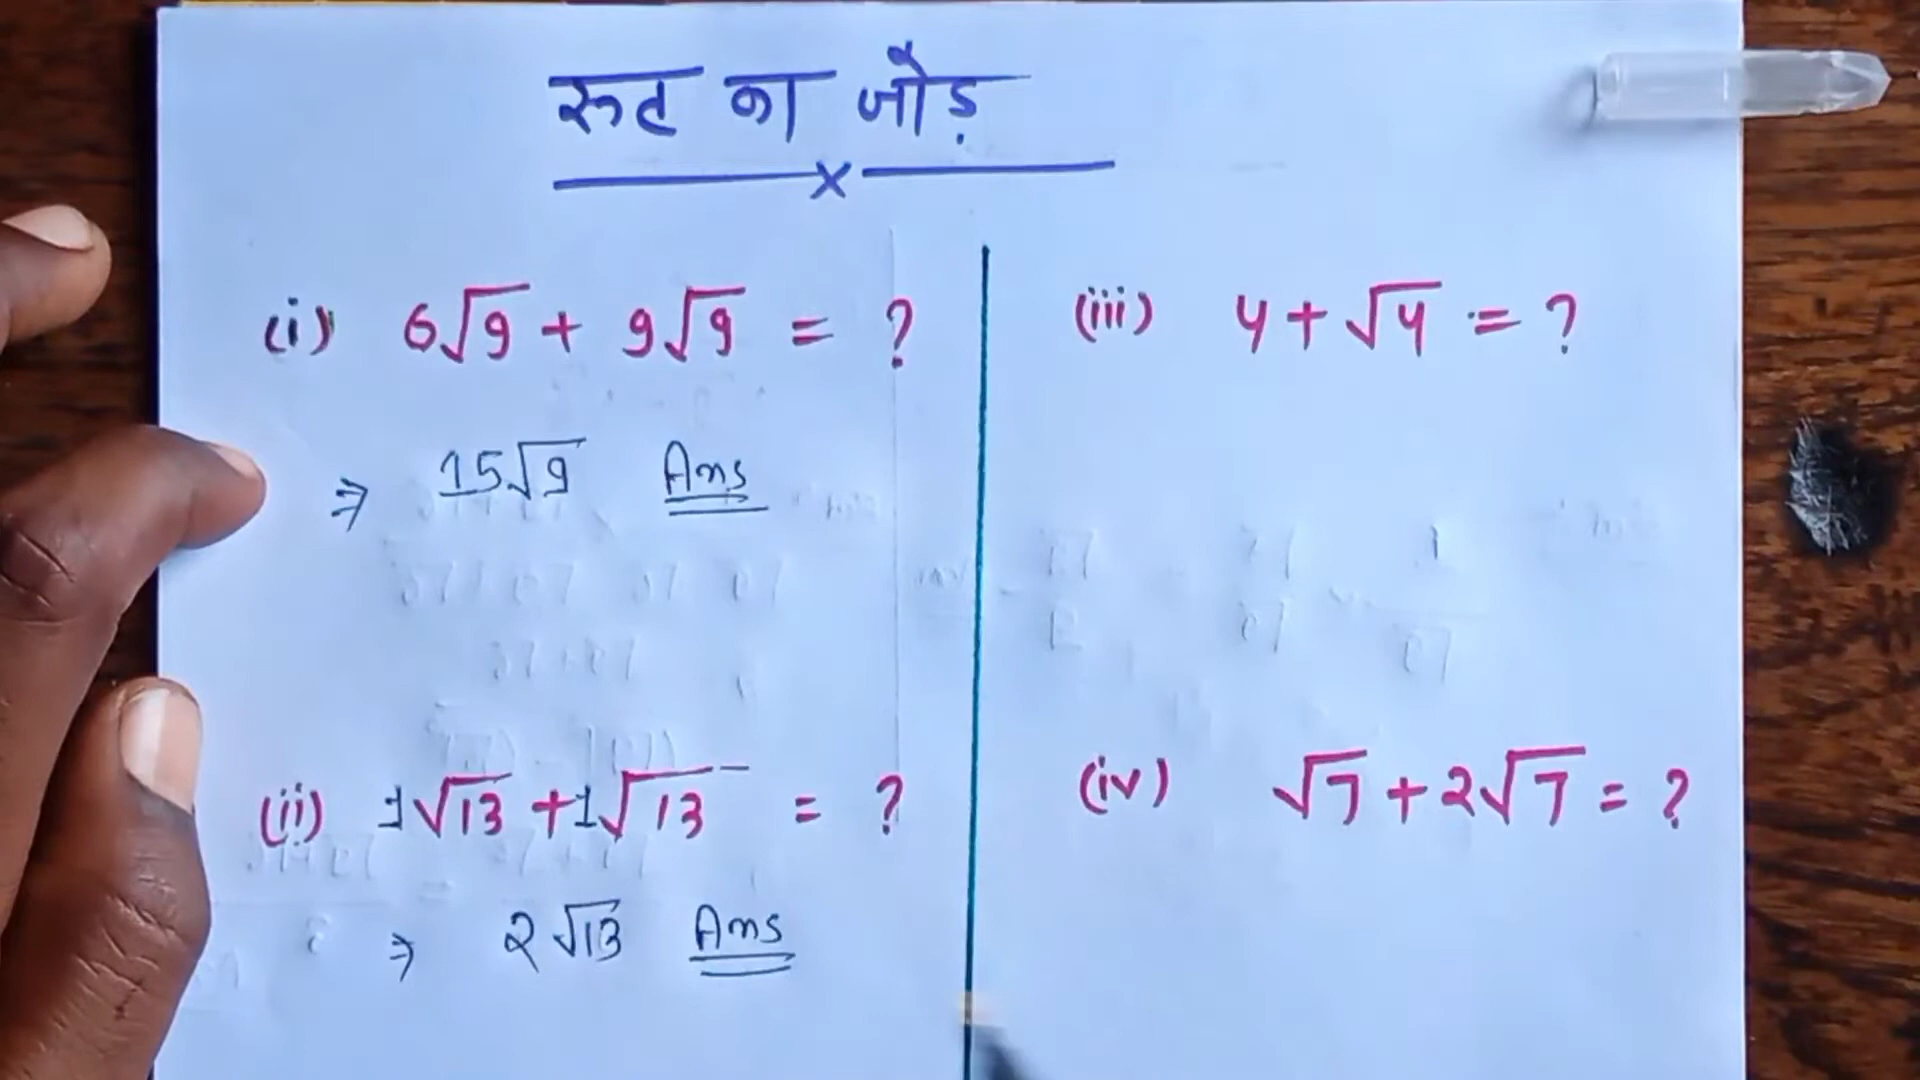 रूट का जोड़
x
(i) 6√9 + 9√9 = ?
⇒ 15√9 Ans
(ii) 1√13 + 1√13 = ?
⇒ 2√13 Ans
(iii) 4 + √4 = ?
(iv) √7 + 2√7 = ?